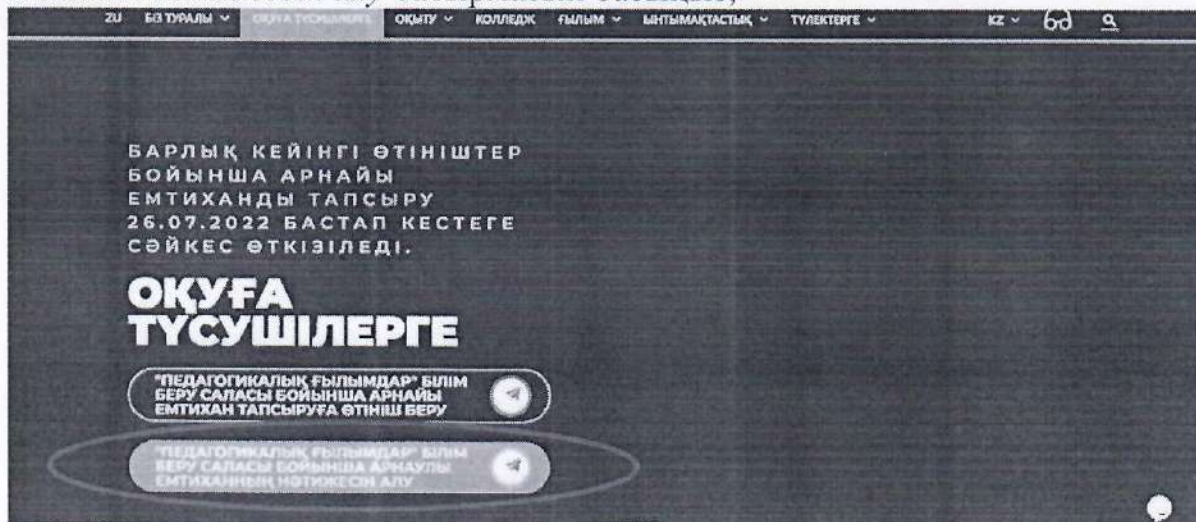 ZU БІЗ ТУРАЛЫ ОҚУҒА ТҮСУШІЛЕРГЕ ОҚЫТУ КОЛЛЕДЖ ҒЫЛЫМ ЫНТЫМАҚТАСТЫҚ ТҮЛЕКТЕРГЕ KZ
БАРЛЫҚ КЕЙІНГІ ӨТІНІШТЕР
БОЙЫНША АРНАЙЫ
ЕМТИХАНДЫ ТАПСЫРУ
26.07.2022 БАСТАП КЕСТЕГЕ
СӘЙКЕС ӨТКІЗІЛЕДІ.
ОҚУҒА
ТҮСУШІЛЕРГЕ
"ПЕДАГОГИКАЛЫҚ ҒЫЛЫМДАР" БІЛІМ
БЕРУ САЛАСЫ БОЙЫНША АРНАЙЫ
ЕМТИХАН ТАПСЫРУҒА ӨТІНІШ БЕРУ
"ПЕДАГОГИКАЛЫҚ ҒЫЛЫМДАР" БІЛІМ
БЕРУ САЛАСЫ БОЙЫНША АРНАУЛЫ
ЕМТИХАННЫҢ НӘТИЖЕСІН АЛУ